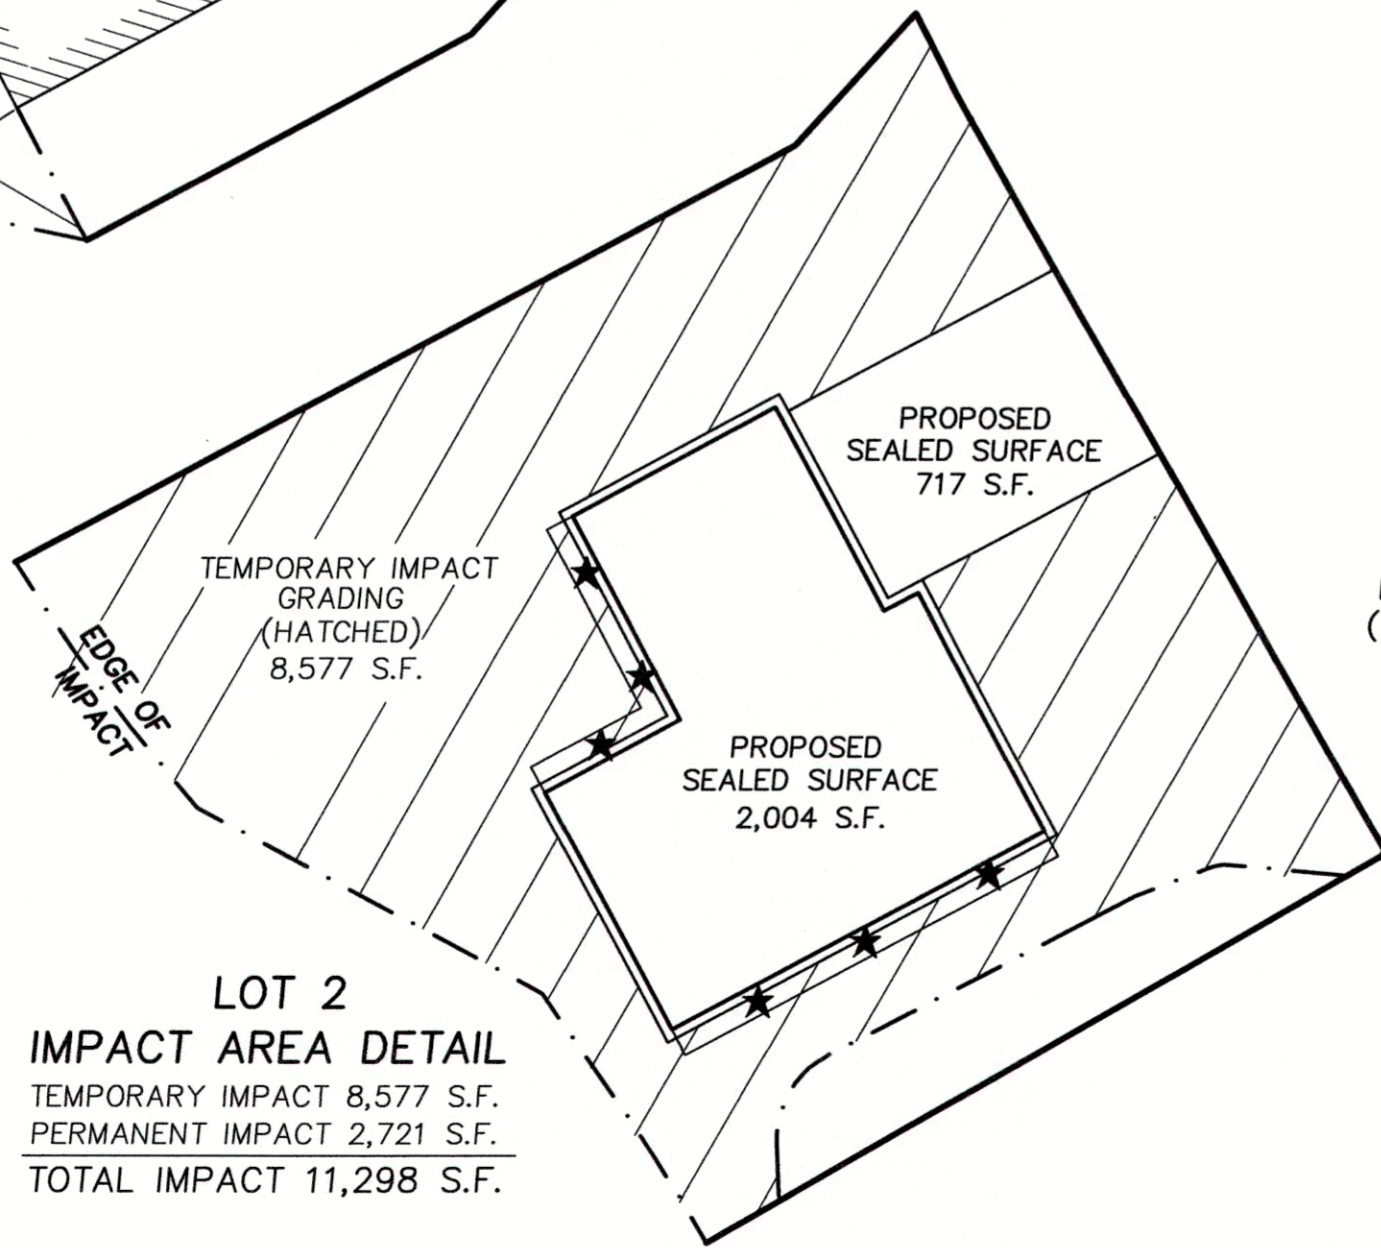 PROPOSED
SEALED SURFACE
717 S.F.
TEMPORARY IMPACT
GRADING
(HATCHED)
8,577 S.F.
EDGE OF
IMPACT
PROPOSED
SEALED SURFACE
2,004 S.F.
LOT 2
IMPACT AREA DETAIL
TEMPORARY IMPACT 8,577 S.F.
PERMANENT IMPACT 2,721 S.F.
TOTAL IMPACT 11,298 S.F.